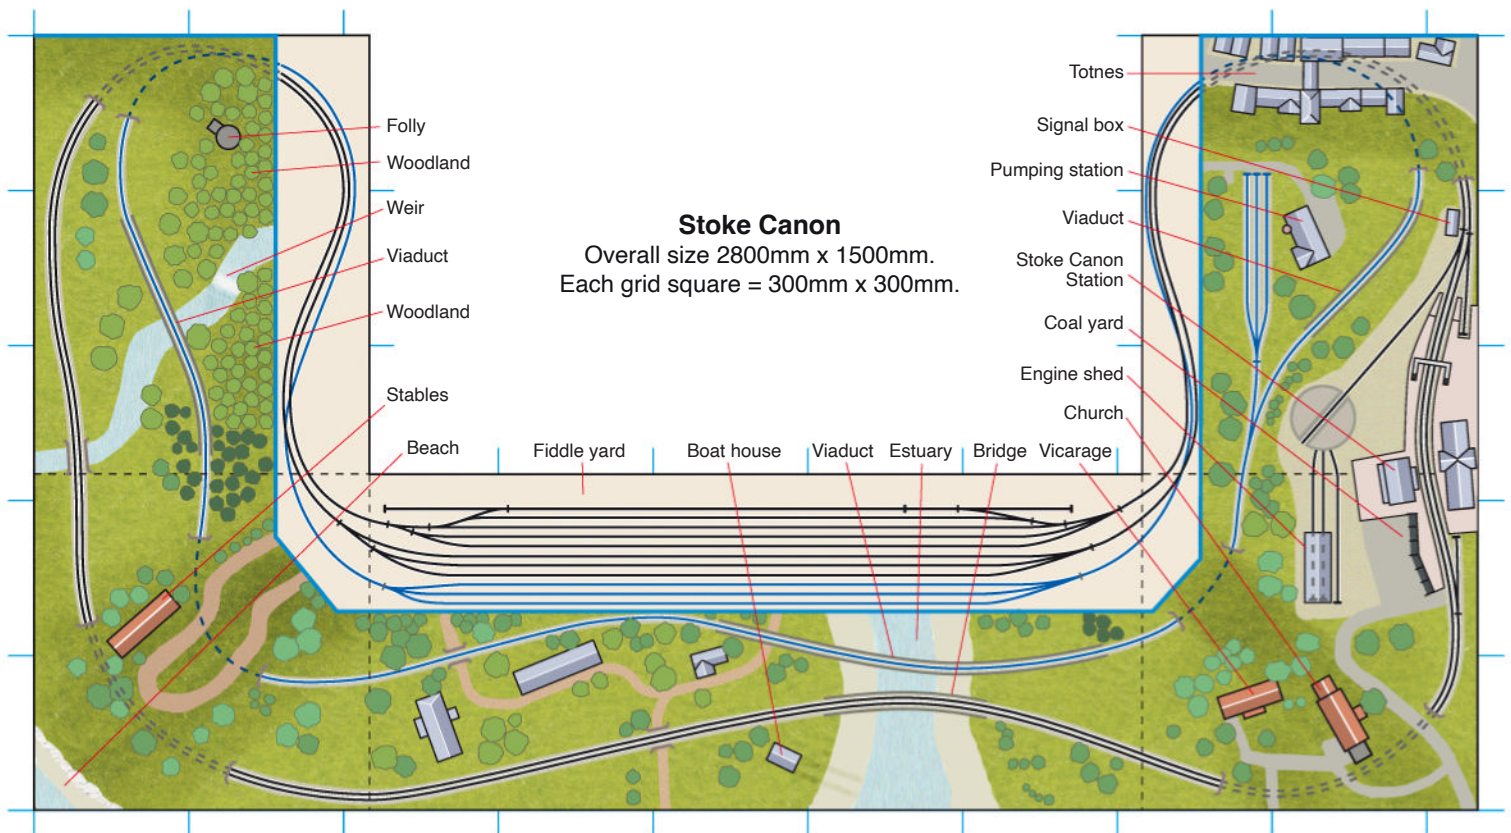 Totnes
Folly
Signal box
Woodland
Pumping station
Weir
Viaduct
Stoke Canon
Overall size 2800mm x 1500mm.
Each grid square = 300mm x 300mm.
Viaduct
Stoke Canon
Station
Woodland
Coal yard
Engine shed
Stables
Church
Beach
Fiddle yard
Boat house
Viaduct
Estuary
Bridge
Vicarage